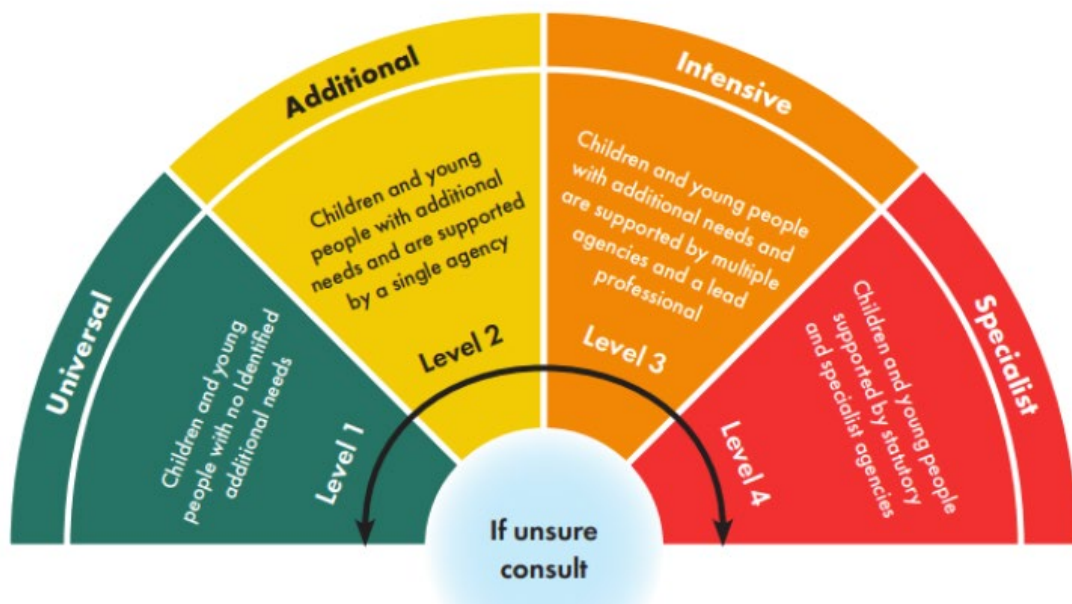 Universal
Children and young
people with no Identified
additional needs
Level 1
Additional
Children and young
people with additional
needs and are supported
by a single agency
Level 2
Intensive
Children and young people
with additional needs and
are supported by multiple
agencies and a lead
professional
Level 3
Specialist
Children and young people
supported by statutory
and specialist agencies
Level 4
If unsure
consult